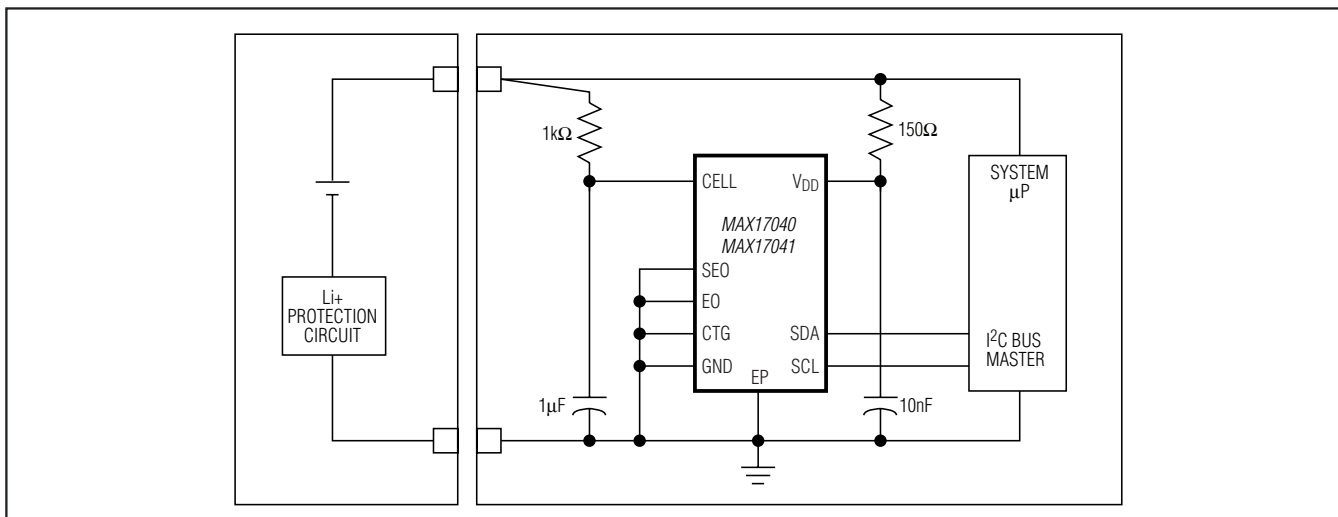 1kΩ
150Ω
CELL
VDD
MAX17040
MAX17041
SEO
EO
CTG
GND
EP
SDA
SCL
SYSTEM
μP
I²C BUS
MASTER
Li+
PROTECTION
CIRCUIT
1μF
10nF